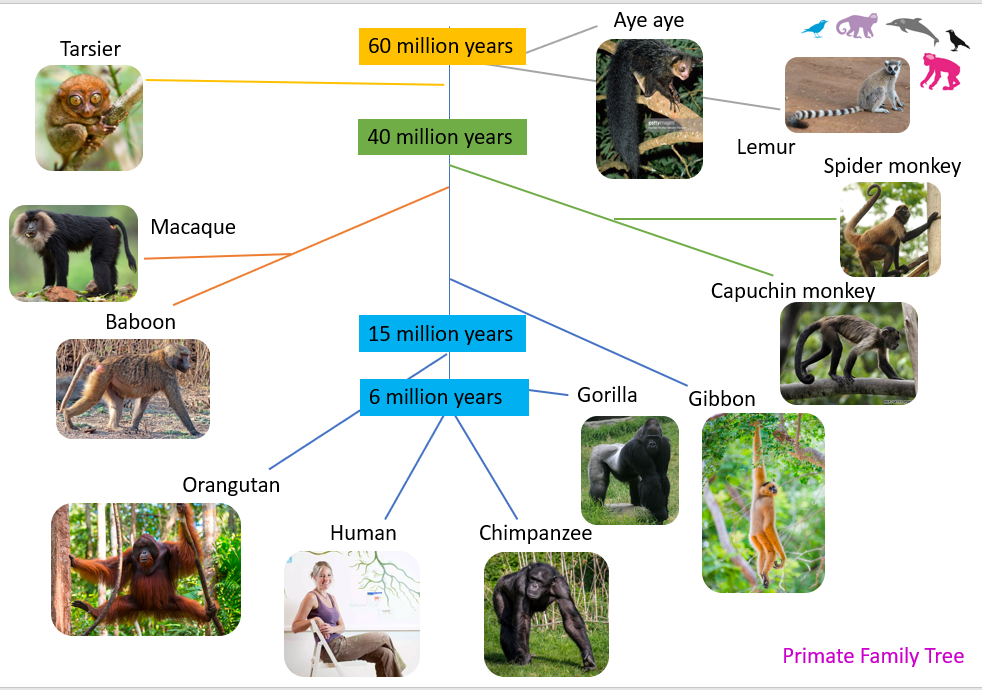 Aye aye
60 million years
Tarsier
40 million years
Lemur
Spider monkey
Macaque
Capuchin monkey
Baboon
15 million years
6 million years
Gorilla
Gibbon
Orangutan
Human
Chimpanzee
Primate Family Tree